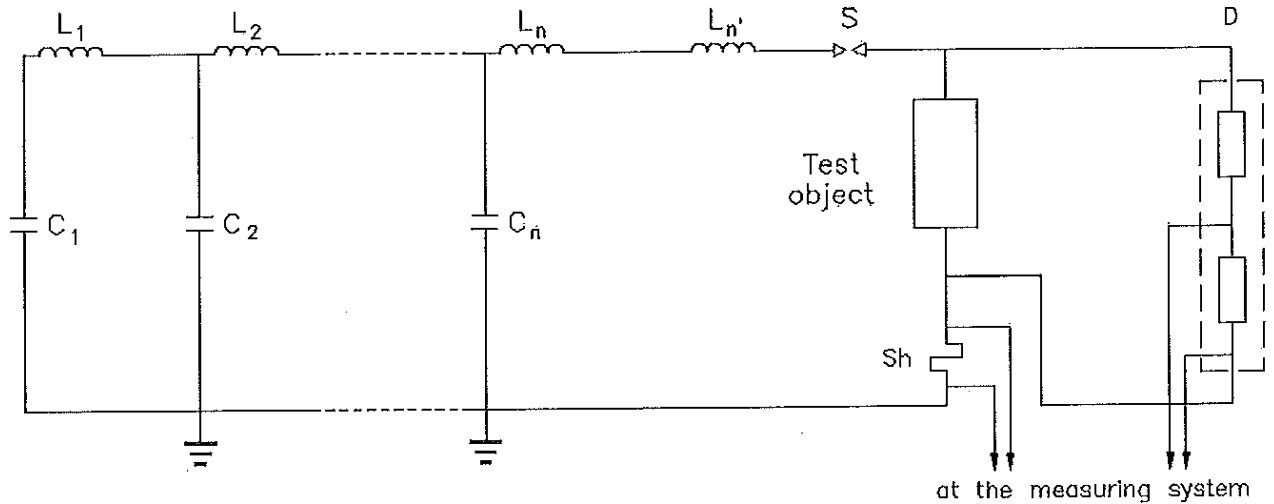 L1
L2
Ln
Ln'
S
D
C1
C2
Cn
Test
object
Sh
at the measuring system